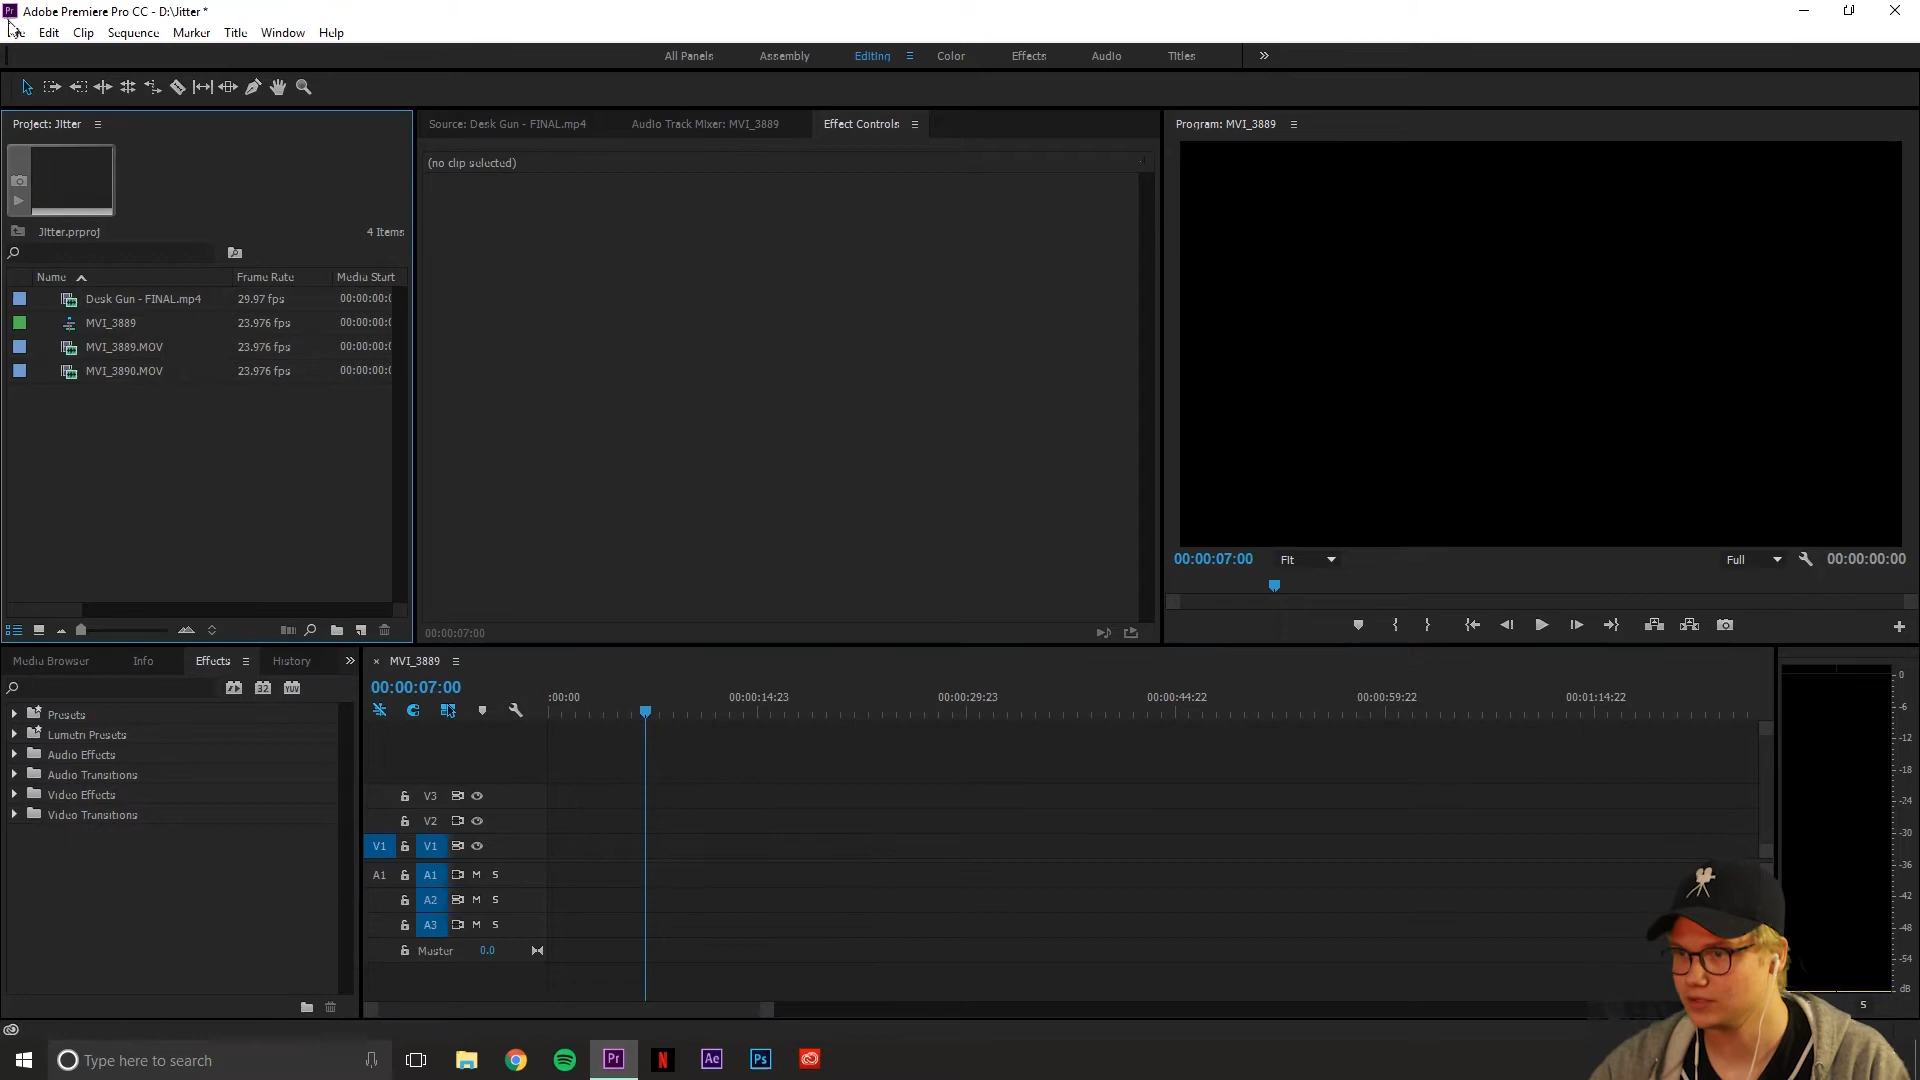 Pr Adobe Premiere Pro CC - D:\Jitter *
Edit Clip Sequence Marker Title Window Help
All Panels Assembly Editing Color Effects Audio Titles
Project: Jitter
Source: Desk Gun - FINAL.mp4 Audio Track Mixer: MVI_3889 Effect Controls
Program: MVI_3889
(no clip selected)
Jitter.prproj 4 Items
Name Frame Rate Media Start
Desk Gun - FINAL.mp4 29.97 fps 00:00:00:0
MVI_3889 23.976 fps 00:00:00:0
MVI_3889.MOV 23.976 fps 00:00:00:0
MVI_3890.MOV 23.976 fps 00:00:00:0
00:00:07:00 Fit Full 00:00:00:00
00:00:07:00
Media Browser Info Effects History
MVI_3889
00:00:07:00
32 YUV
:00:00 00:00:14:23 00:00:29:23 00:00:44:22 00:00:59:22 00:01:14:22
Presets
Lumetri Presets
Audio Effects
Audio Transitions
Video Effects
Video Transitions
V3
V2
V1 V1
A1 A1 M S
A2 M S
A3 M S
Master 0.0
0
-6
-12
-18
-24
-30
-36
-42
-48
-54
dB
S
Type here to search
Pr N Ae Ps